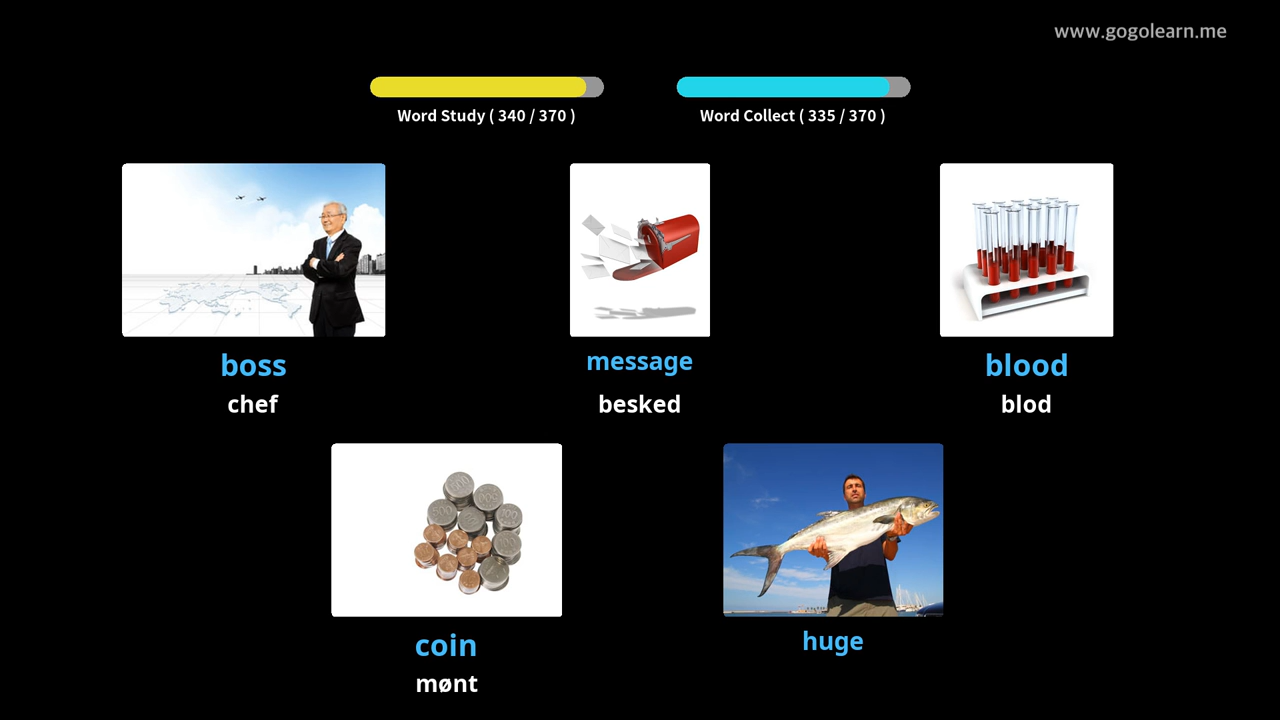 www.gogolearn.me
Word Study ( 340 / 370 )
Word Collect ( 335 / 370 )
boss
chef
message
besked
blood
blod
coin
mønt
huge